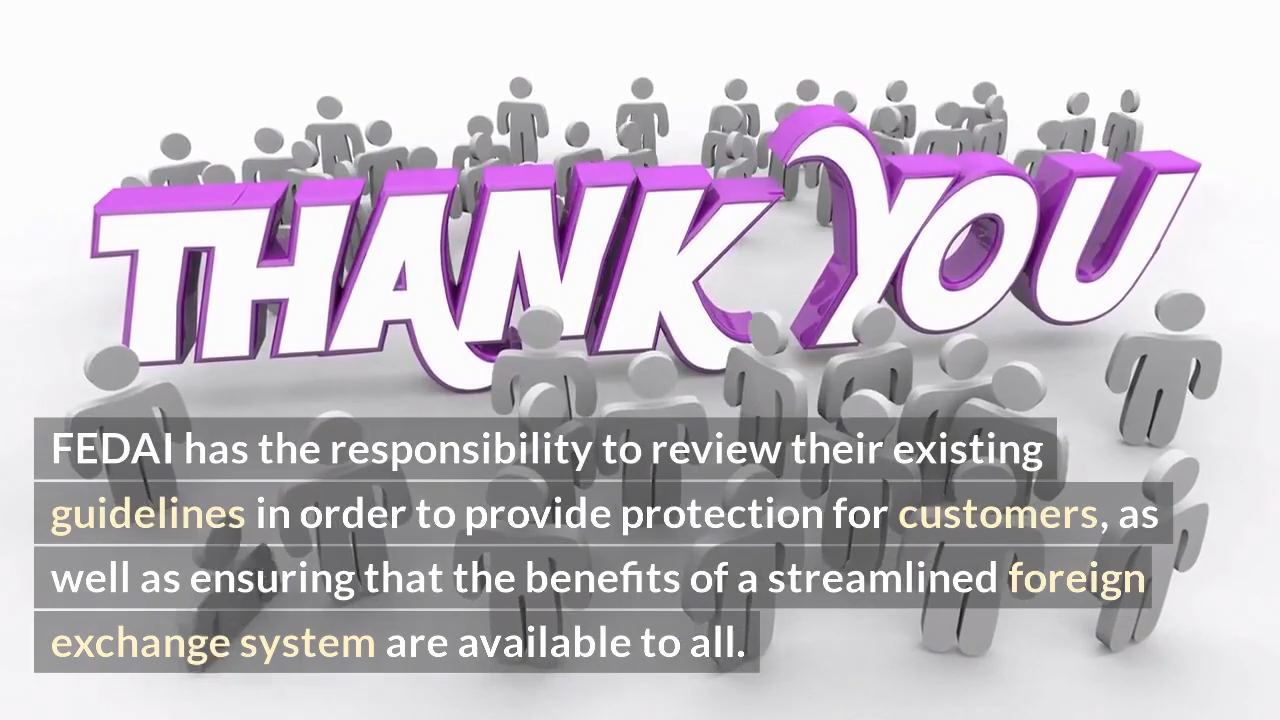 THANK YOU
FEDAI has the responsibility to review their existing
guidelines in order to provide protection for customers, as
well as ensuring that the benefits of a streamlined foreign
exchange system are available to all.